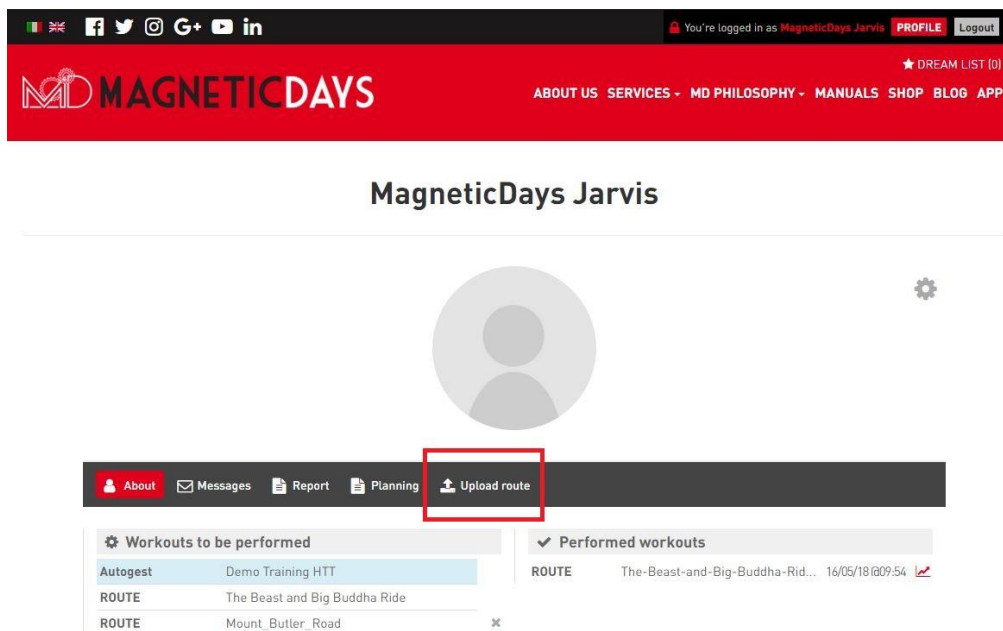 G+ in You're logged in as MagneticDays Jarvis PROFILE Logout
DREAM LIST (0)
MD MAGNETICDAYS
ABOUT US SERVICES MD PHILOSOPHY MANUALS SHOP BLOG APP
MagneticDays Jarvis
About Messages Report Planning Upload route
Workouts to be performed
Autogest Demo Training HTT
ROUTE The Beast and Big Buddha Ride
ROUTE Mount_Butler_Road
Performed workouts
ROUTE The-Beast-and-Big-Buddha-Rid... 16/05/18@09:54